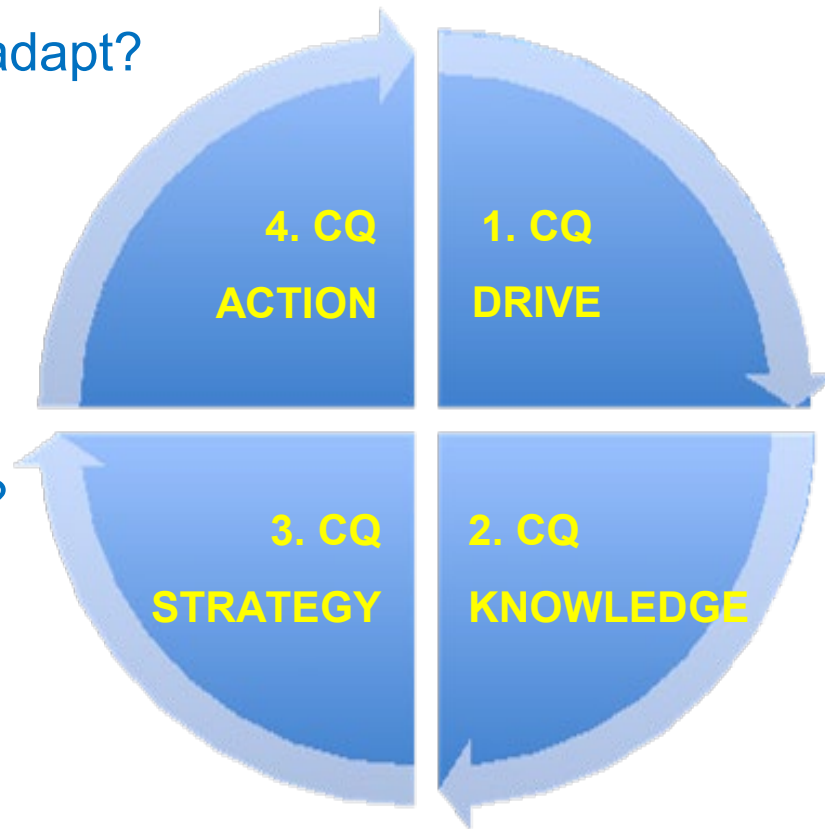 adapt?
4. CQ
ACTION
1. CQ
DRIVE
?
3. CQ
STRATEGY
2. CQ
KNOWLEDGE